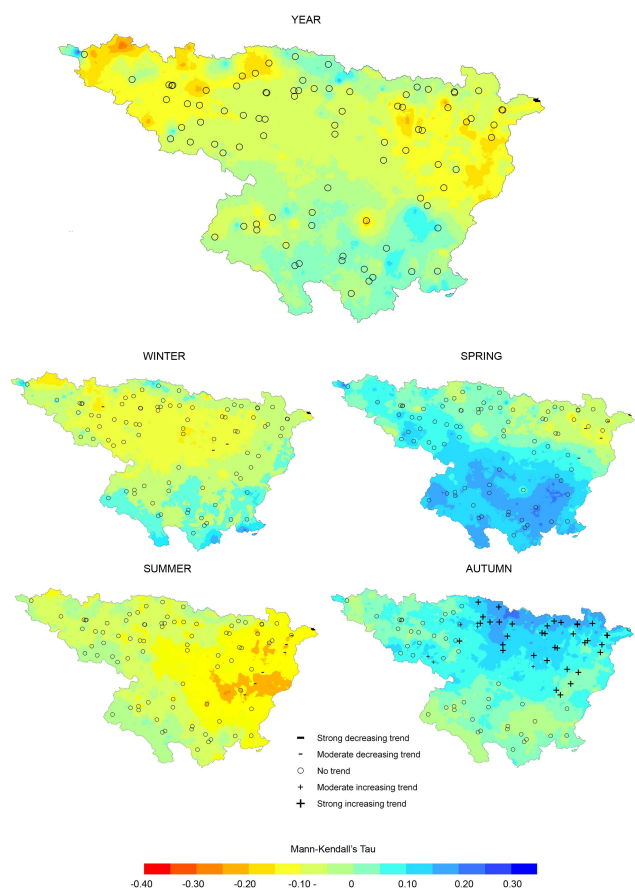 YEAR
WINTER SPRING
SUMMER AUTUMN
Strong decreasing trend
Moderate decreasing trend
No trend
Moderate increasing trend
Strong increasing trend
Mann-Kendall's Tau
-0.40 -0.30 -0.20 -0.10 - 0 0.10 0.20 0.30